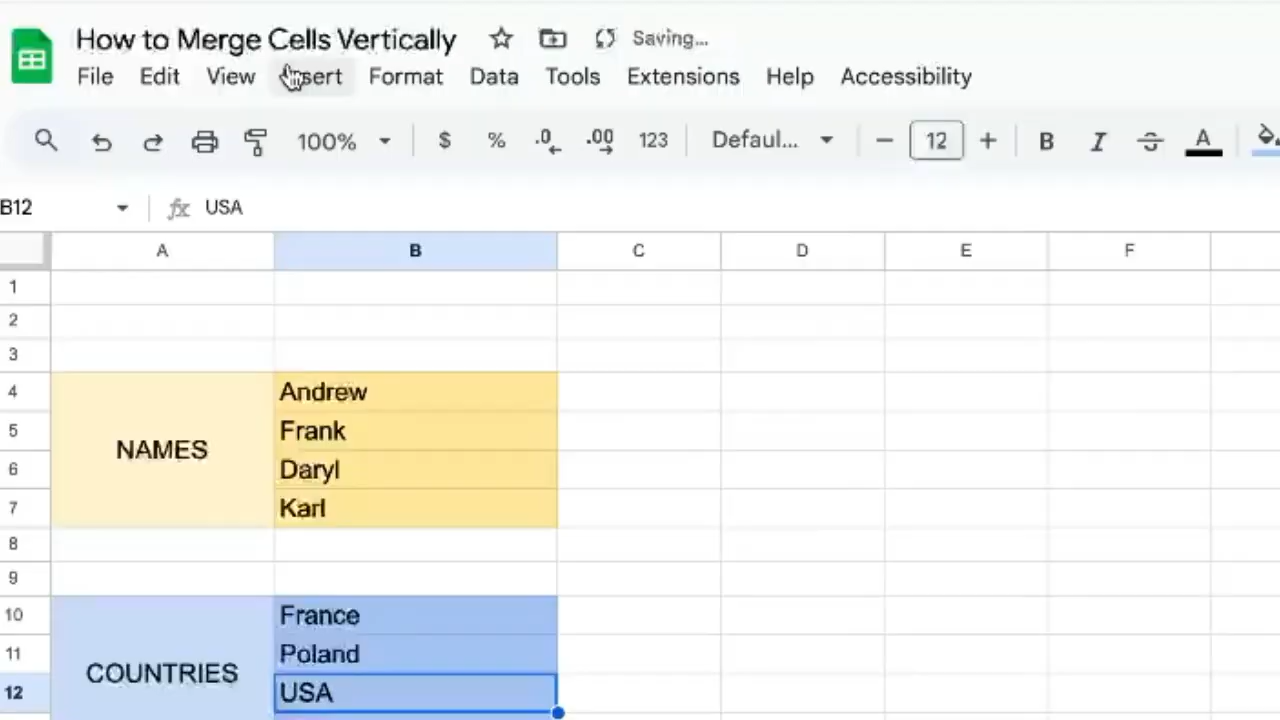 How to Merge Cells Vertically Saving...
File Edit View Insert Format Data Tools Extensions Help Accessibility
100% $ % .0 .00 123 Defaul... − 12 + B I S A
B12 fx USA
A B C D E F
1
2
3
4 Andrew
5 Frank
NAMES
6 Daryl
7 Karl
8
9
10 France
11 Poland
COUNTRIES
12 USA